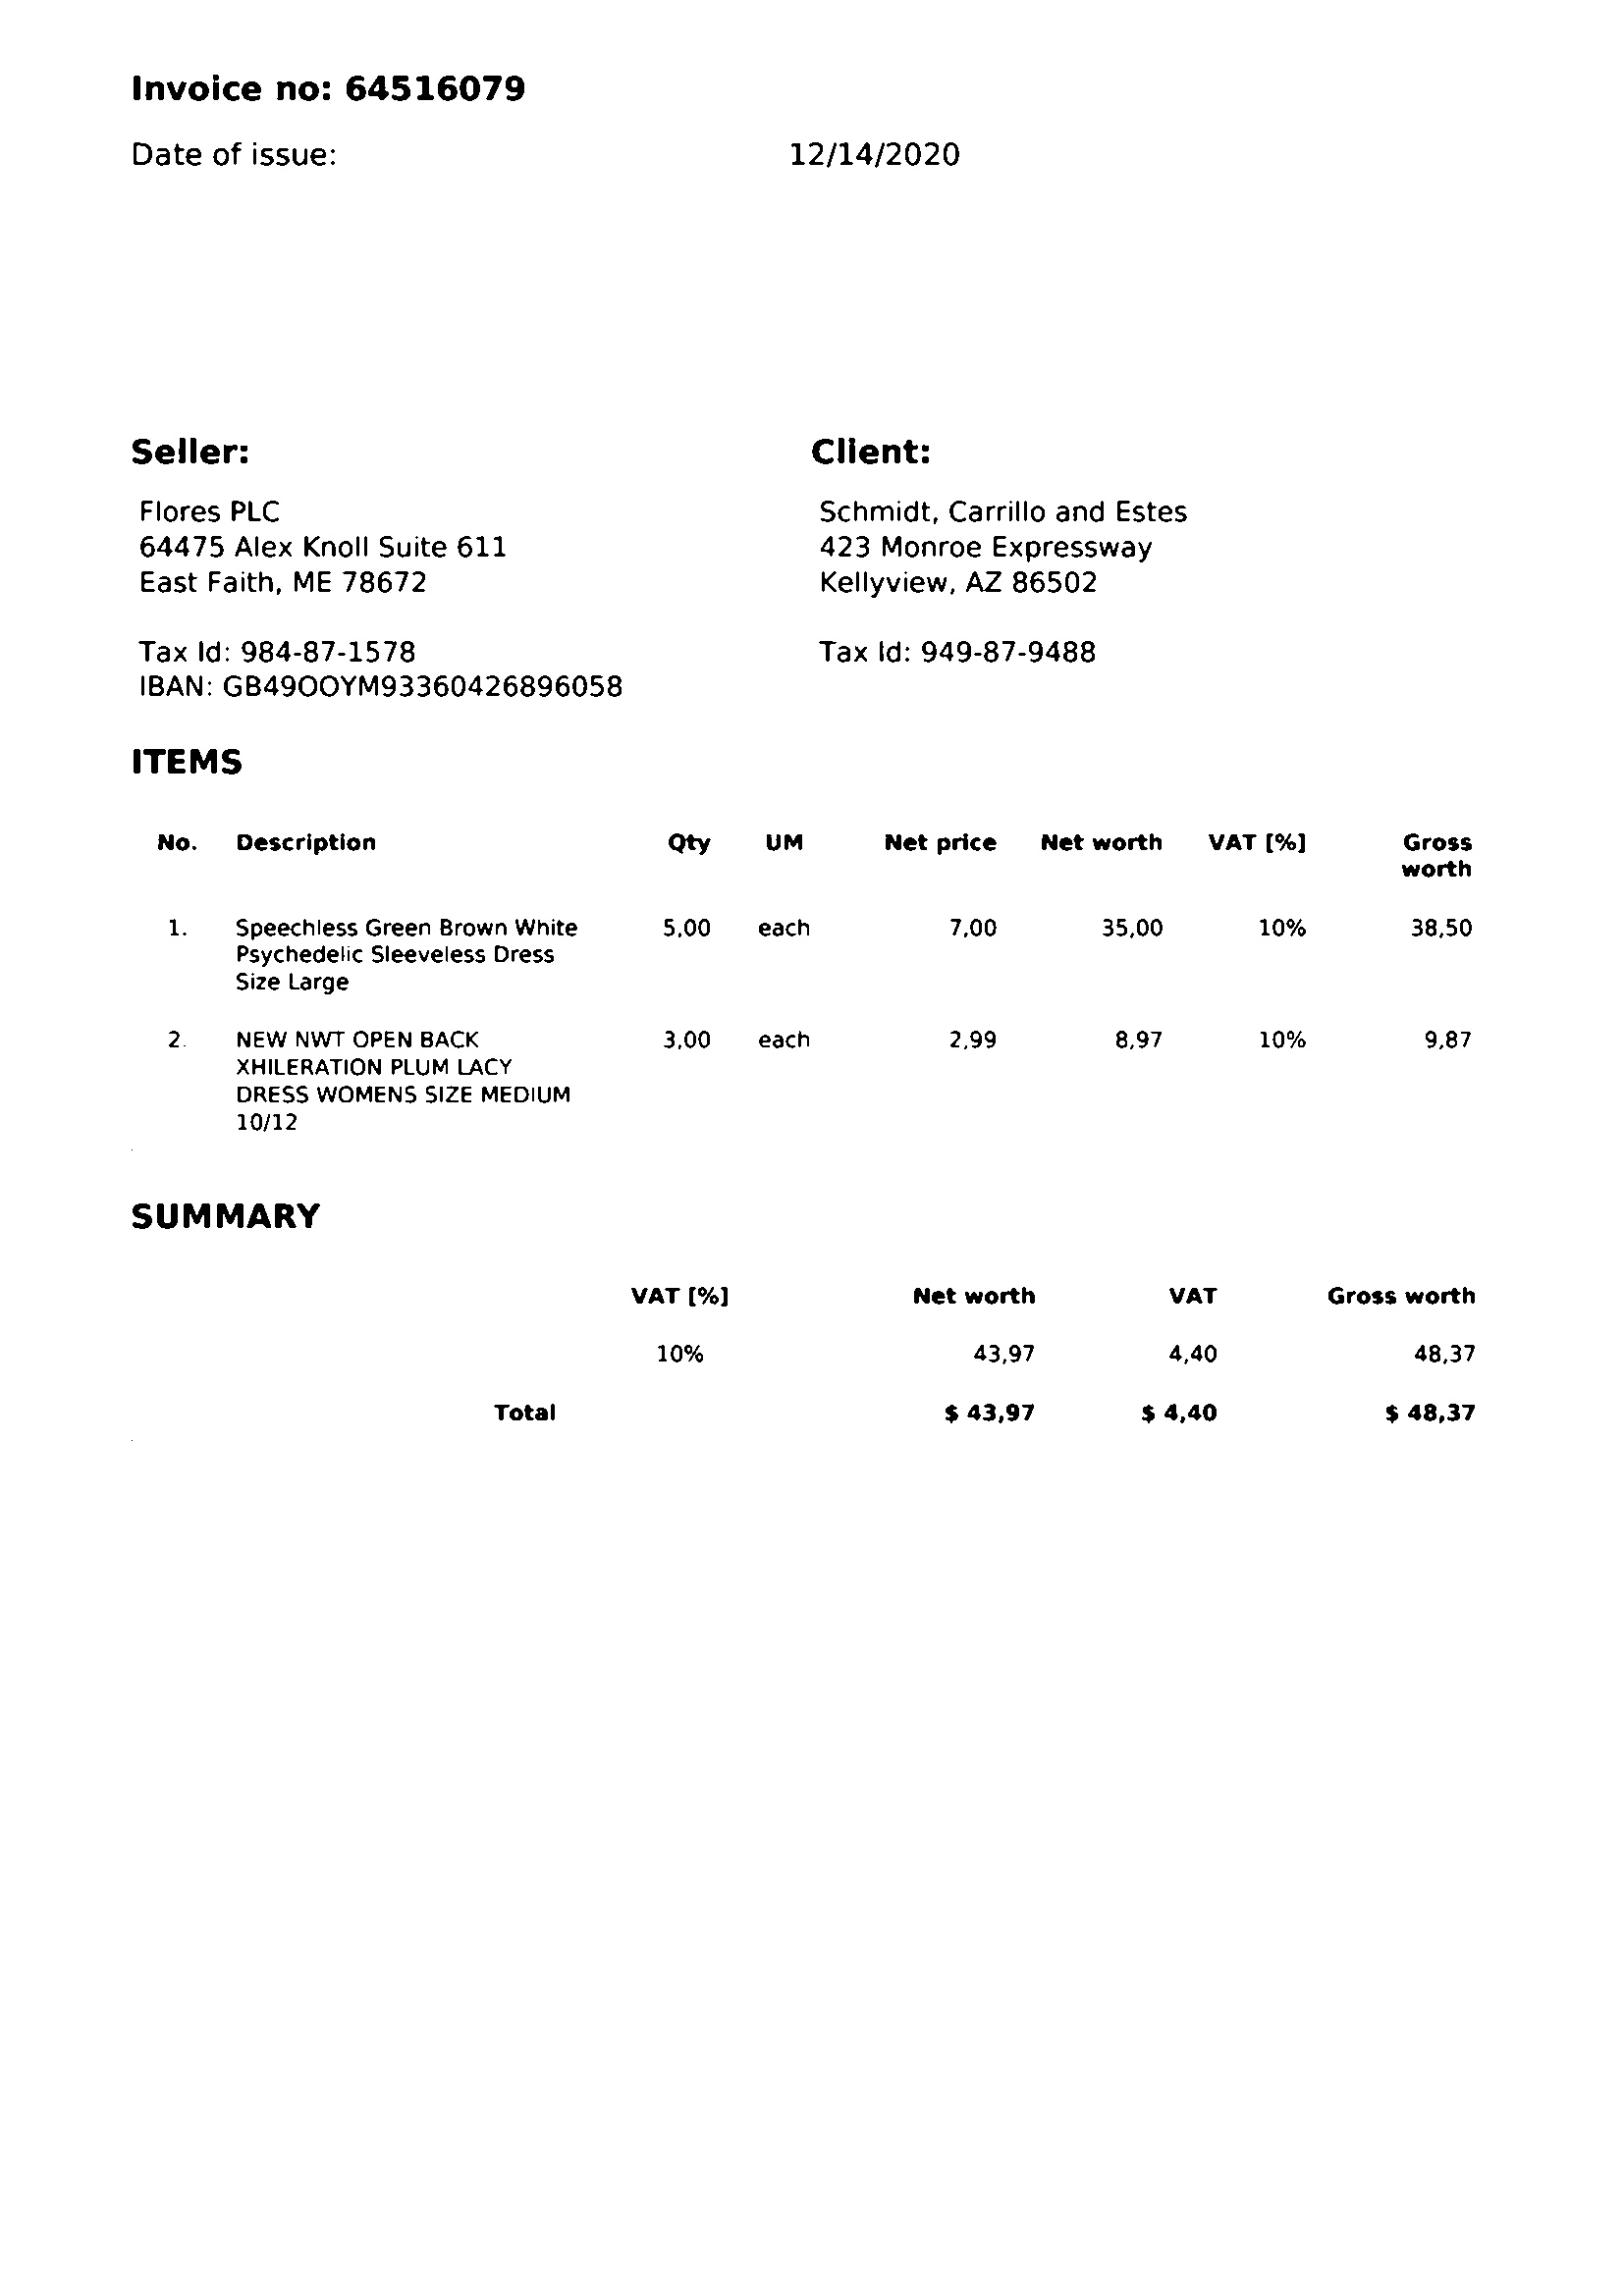 Invoice no: 64516079
Date of issue: 12/14/2020
Seller: Client:
Flores PLC Schmidt, Carrillo and Estes
64475 Alex Knoll Suite 611 423 Monroe Expressway
East Faith, ME 78672 Kellyview, AZ 86502
Tax Id: 984-87-1578 Tax Id: 949-87-9488
IBAN: GB49OOYM93360426896058
ITEMS
No. Description Qty UM Net price Net worth VAT [%] Gross
worth
1. Speechless Green Brown White 5,00 each 7,00 35,00 10% 38,50
Psychedelic Sleeveless Dress
Size Large
2. NEW NWT OPEN BACK 3,00 each 2,99 8,97 10% 9,87
XHILERATION PLUM LACY
DRESS WOMENS SIZE MEDIUM
10/12
SUMMARY
VAT [%] Net worth VAT Gross worth
10% 43,97 4,40 48,37
Total $ 43,97 $ 4,40 $ 48,37